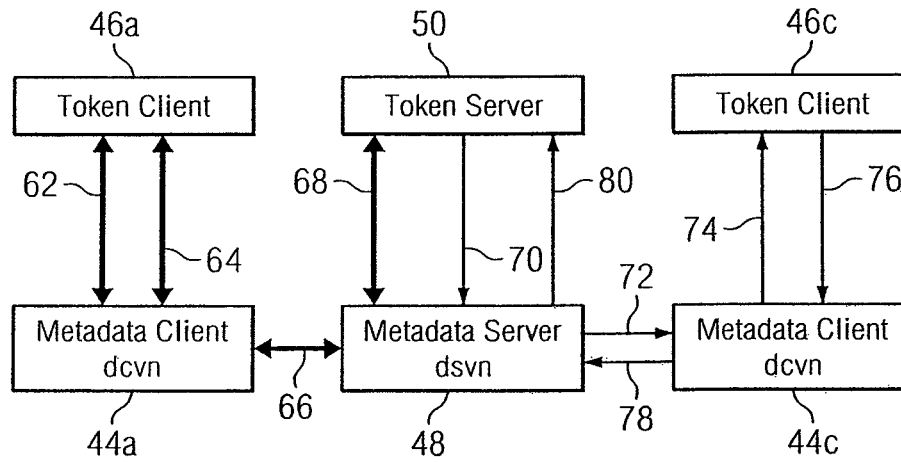 46a
50
46c
Token Client
Token Server
Token Client
62
64
68
70
80
74
76
72
Metadata Client
dcvn
Metadata Server
dsvn
Metadata Client
dcvn
66
78
44a
48
44c